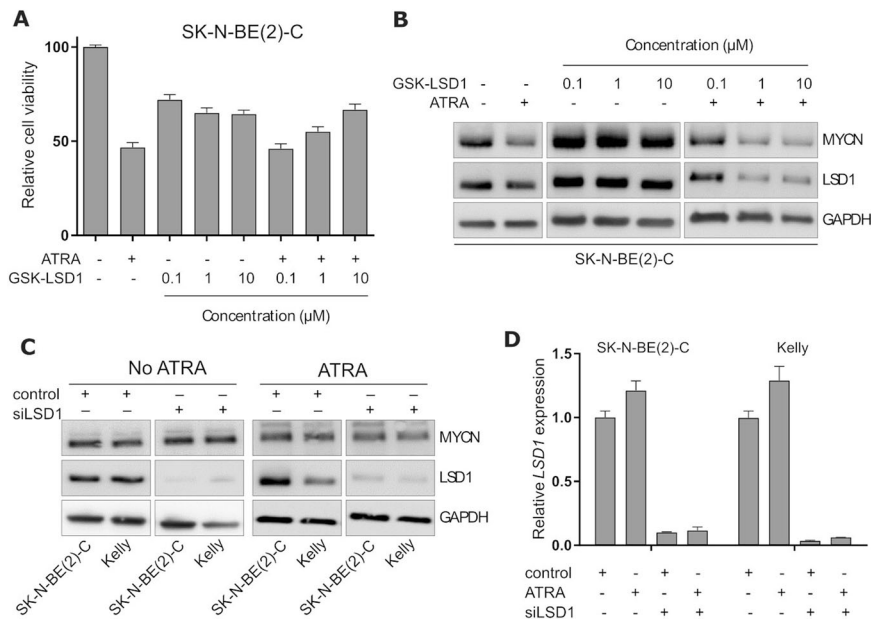 A
SK-N-BE(2)-C
Relative cell viability
100
50
0
ATRA - + - - - + + +
GSK-LSD1 - - 0.1 1 10 0.1 1 10
Concentration (μM)
B
Concentration (μM)
GSK-LSD1 - - 0.1 1 10 0.1 1 10
ATRA - + - - - + + +
MYCN
LSD1
GAPDH
SK-N-BE(2)-C
C
No ATRA ATRA
control + + – – + + – –
siLSD1 – – + + – – + +
MYCN
LSD1
GAPDH
SK-N-BE(2)-C Kelly SK-N-BE(2)-C Kelly SK-N-BE(2)-C Kelly SK-N-BE(2)-C Kelly
D
SK-N-BE(2)-C Kelly
Relative LSD1 expression
1.5
1.0
0.5
0.0
control + - + - + - + -
ATRA - + - + - + - +
siLSD1 - - + + - - + +